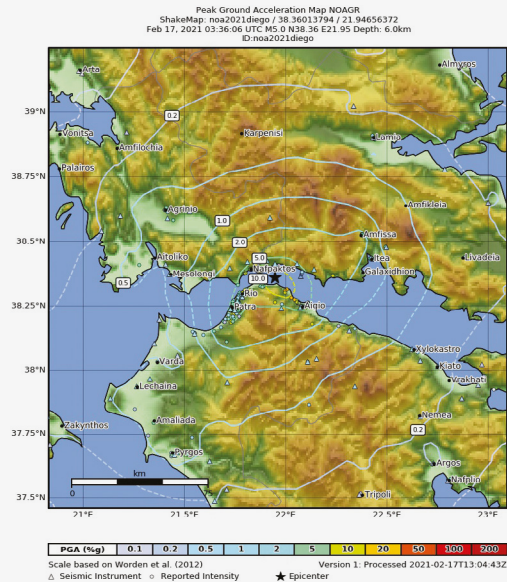 Peak Ground Acceleration Map NOAGR
ShakeMap: noa2021diego / 38.36013794 / 21.94656372
Feb 17, 2021 03:36:06 UTC M5.0 N38.36 E21.95 Depth: 6.0km
ID:noa2021diego
Almyros
Arta
39°N
0.2
Vonitsa
Karpenisi
Lamia
Amfilochia
38.75°N
Palairos
Agrinio
Amfikleia
1.0
Amfissa
30.5°N
2.0
Aitoliko
5.0
Itea
Livadeia
Nafpaktos
Mesolongi
Galaxidhion
0.5
10.0
Rio
38.25°N
Patra
Aigio
Xylokastro
38°N
Varda
Kiato
Lechaina
Vrakhati
Nemea
Zakynthos
Amaliada
37.75°N
0.2
Pyrgos
Argos
km
Nafplio
37.5°N
0
75
Tripoli
21°E
21.5°E
22°E
22.5°E
23°E
PGA (%g) 0.1 0.2 0.5 1 2 5 10 20 50 100 200
Scale based on Worden et al. (2012)
Version 1: Processed 2021-02-17T13:04:43Z
△ Seismic Instrument ○ Reported Intensity ★ Epicenter